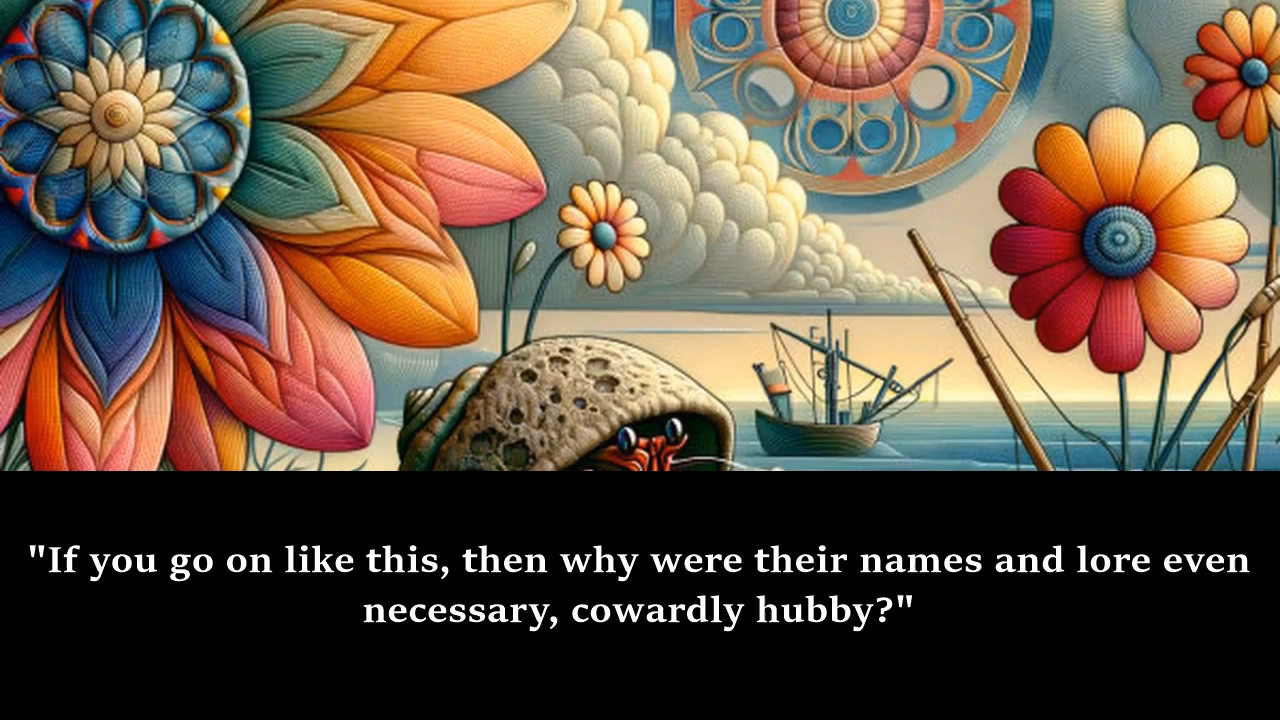 "If you go on like this, then why were their names and lore even
necessary, cowardly hubby?"